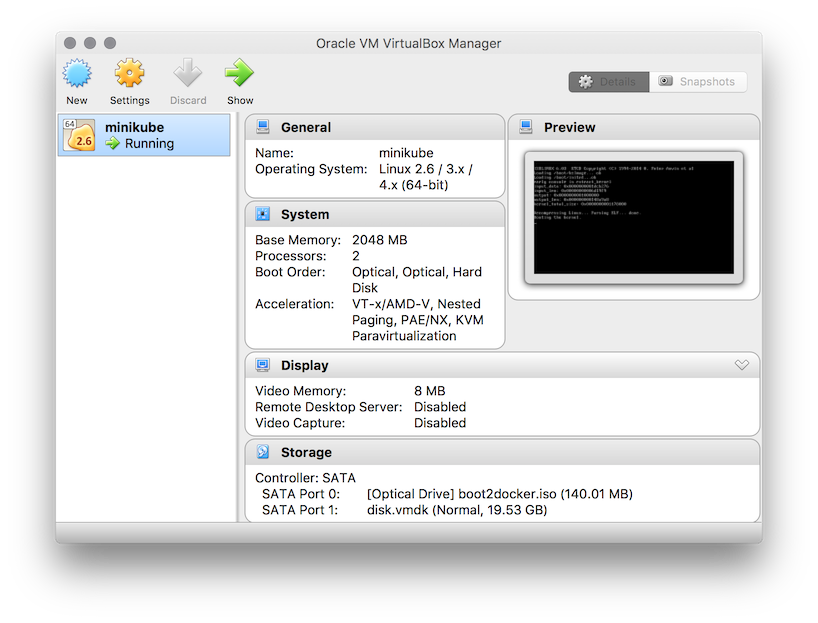 Oracle VM VirtualBox Manager
New
Settings
Discard
Show
Details
Snapshots
64
2.6
minikube
Running
General
Name: minikube
Operating System: Linux 2.6 / 3.x /
4.x (64-bit)
System
Base Memory: 2048 MB
Processors: 2
Boot Order: Optical, Optical, Hard
Disk
Acceleration: VT-x/AMD-V, Nested
Paging, PAE/NX, KVM
Paravirtualization
Preview
Display
Video Memory: 8 MB
Remote Desktop Server: Disabled
Video Capture: Disabled
Storage
Controller: SATA
SATA Port 0: [Optical Drive] boot2docker.iso (140.01 MB)
SATA Port 1: disk.vmdk (Normal, 19.53 GB)